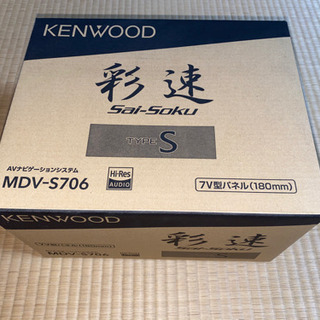 KENWOOD
彩速
Sai-Soku
TYPE S
AVナビゲーションシステム
MDV-S706
Hi-Res
AUDIO
7V型パネル(180mm)
KENWOOD
彩速
MDV-S706